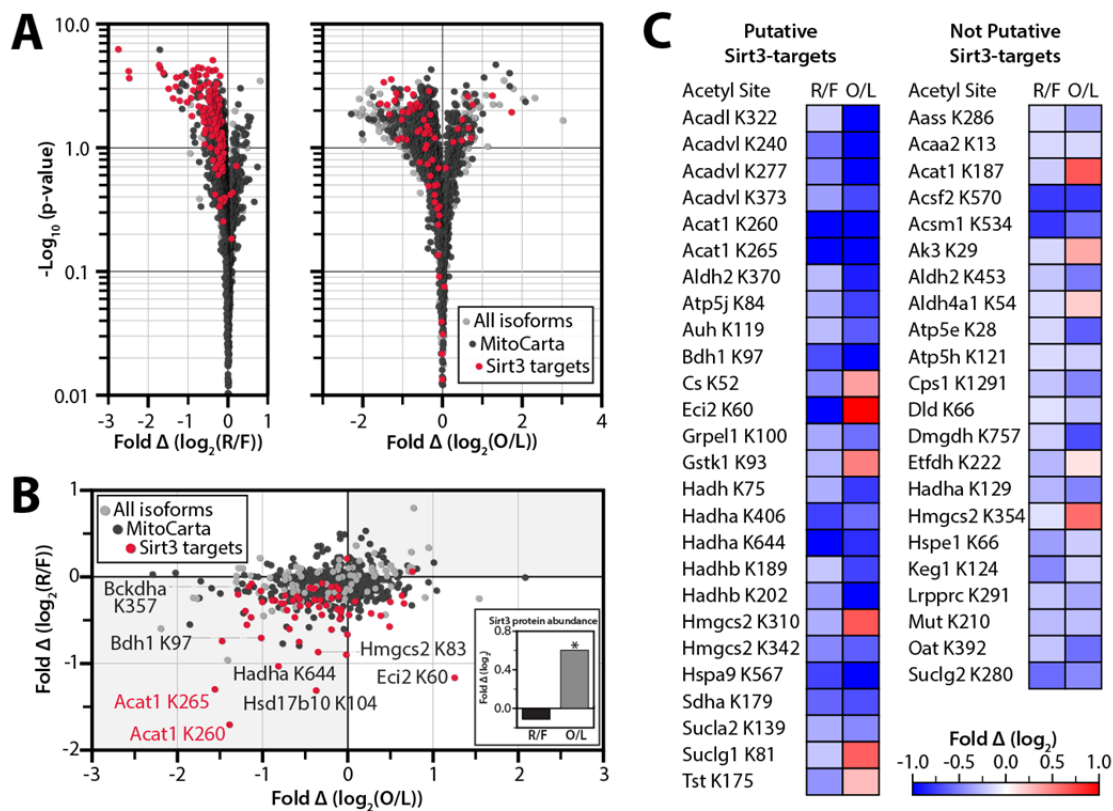 A
-Log10 (p-value)
10.0
1.0
0.1
0.01
-3 -2 -1 0 1
Fold Δ (log2(R/F))
-3 -2 -1 0 1 2 3 4
Fold Δ (log2(O/L))
All isoforms
MitoCarta
Sirt3 targets
B
Fold Δ (log2(R/F))
1
0
-1
-2
All isoforms
MitoCarta
Sirt3 targets
Bckdha
K357
Bdh1 K97
Acat1 K265
Acat1 K260
Hadha K644
Hsd17b10 K104
Hmgcs2 K83
Eci2 K60
Sirt3 protein abundance
Fold Δ (log2)
0.8
0.4
0.0
*
R/F O/L
-3 -2 -1 0 1 2 3
Fold Δ (log2(O/L))
C
Putative
Sirt3-targets
Acetyl Site R/F O/L
Acadl K322
Acadvl K240
Acadvl K277
Acadvl K373
Acat1 K260
Acat1 K265
Aldh2 K370
Atp5j K84
Auh K119
Bdh1 K97
Cs K52
Eci2 K60
Grpel1 K100
Gstk1 K93
Hadh K75
Hadha K406
Hadha K644
Hadhb K189
Hadhb K202
Hmgcs2 K310
Hmgcs2 K342
Hspa9 K567
Sdha K179
Sucla2 K139
Suclg1 K81
Tst K175
Not Putative
Sirt3-targets
Acetyl Site R/F O/L
Aass K286
Acaa2 K13
Acat1 K187
Acsf2 K570
Acsm1 K534
Ak3 K29
Aldh2 K453
Aldh4a1 K54
Atp5e K28
Atp5h K121
Cps1 K1291
Dld K66
Dmgdh K757
Etfdh K222
Hadha K129
Hmgcs2 K354
Hspe1 K66
Keg1 K124
Lrpprc K291
Mut K210
Oat K392
Suclg2 K280
Fold Δ (log2)
-1.0 0.0 1.0